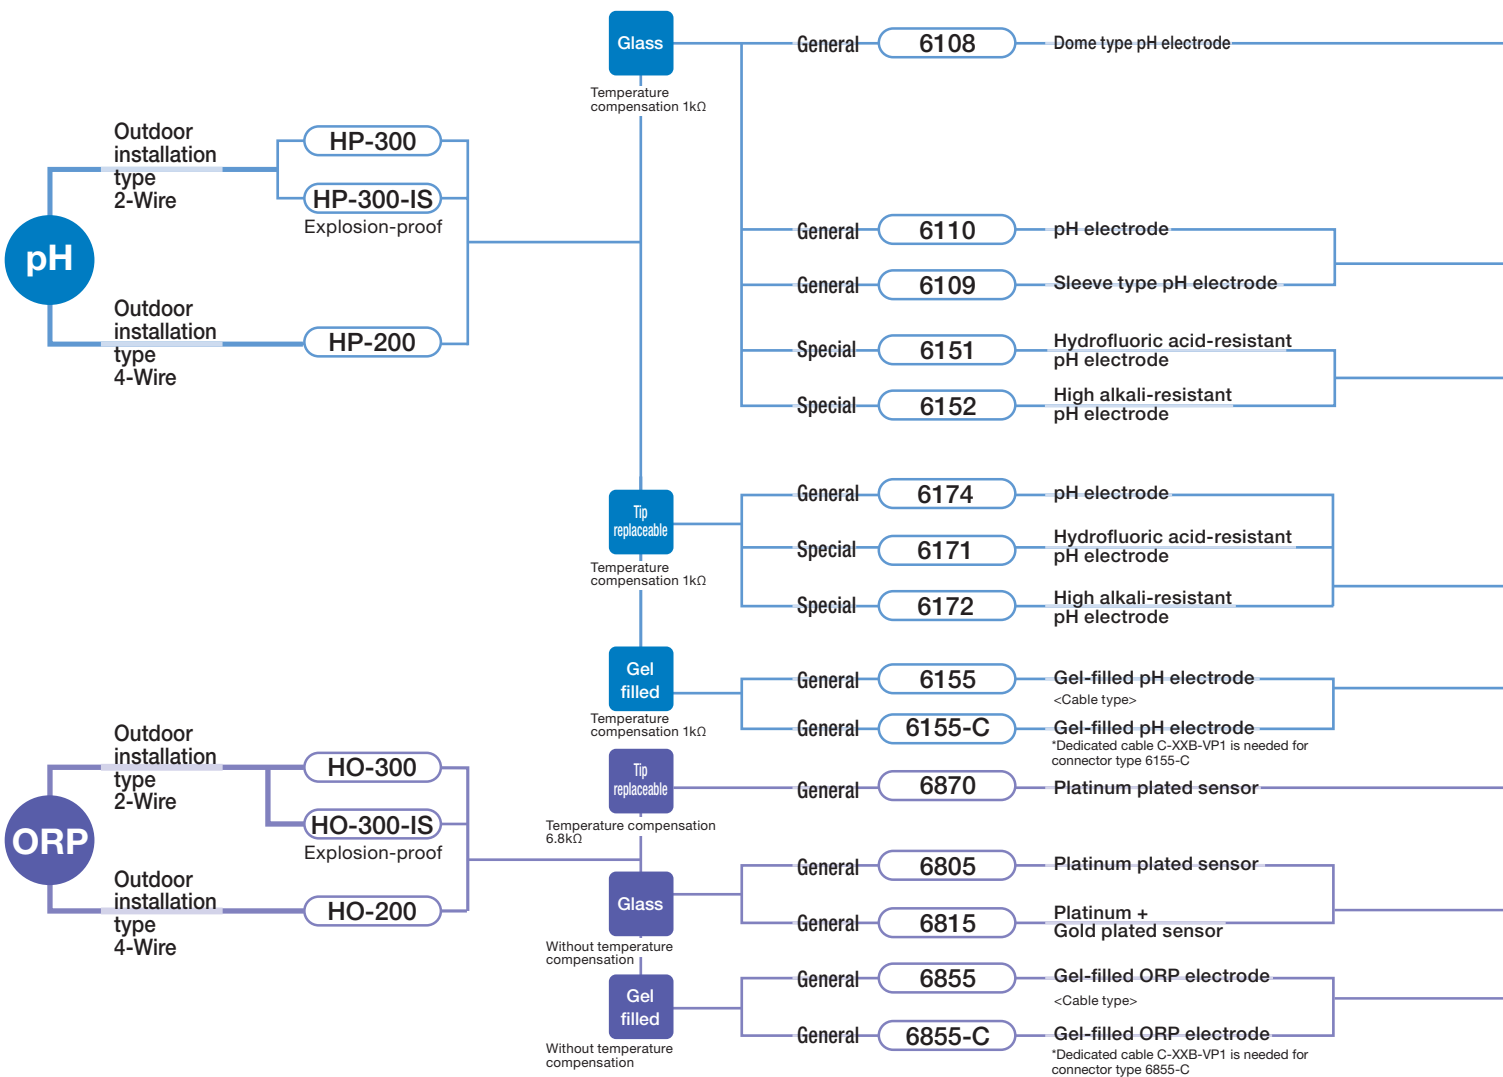 pH
Outdoor
installation
type
2-Wire
HP-300
HP-300-IS
Explosion-proof
Outdoor
installation
type
4-Wire
HP-200
Glass
Temperature
compensation 1kΩ
General
6108
Dome type pH electrode
General
6110
pH electrode
General
6109
Sleeve type pH electrode
Special
6151
Hydrofluoric acid-resistant
pH electrode
Special
6152
High alkali-resistant
pH electrode
Tip
replaceable
Temperature
compensation 1kΩ
General
6174
pH electrode
Special
6171
Hydrofluoric acid-resistant
pH electrode
Special
6172
High alkali-resistant
pH electrode
Gel
filled
Temperature
compensation 1kΩ
General
6155
Gel-filled pH electrode
<Cable type>
General
6155-C
Gel-filled pH electrode
*Dedicated cable C-XXB-VP1 is needed for
connector type 6155-C
ORP
Outdoor
installation
type
2-Wire
HO-300
HO-300-IS
Explosion-proof
Outdoor
installation
type
4-Wire
HO-200
Tip
replaceable
Temperature compensation
6.8kΩ
General
6870
Platinum plated sensor
Glass
Without temperature
compensation
General
6805
Platinum plated sensor
General
6815
Platinum +
Gold plated sensor
Gel
filled
Without temperature
compensation
General
6855
Gel-filled ORP electrode
<Cable type>
General
6855-C
Gel-filled ORP electrode
*Dedicated cable C-XXB-VP1 is needed for
connector type 6855-C